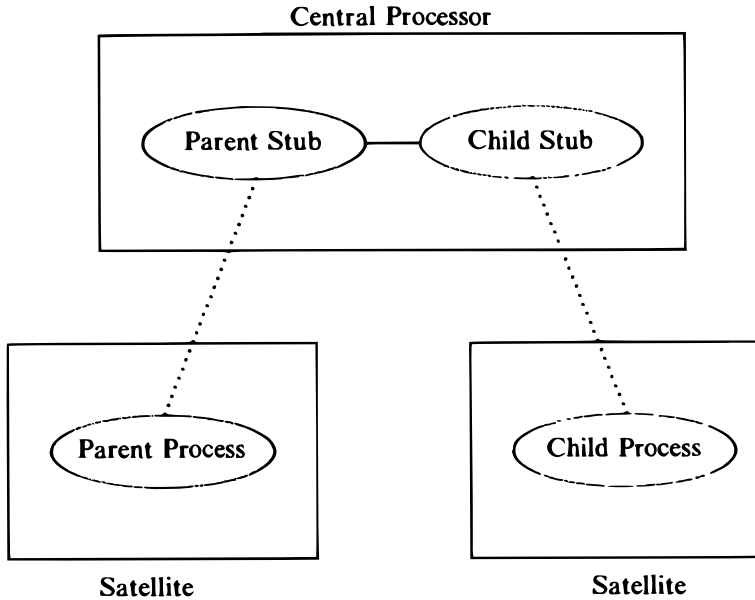 Central Processor
Parent Stub
Child Stub
Parent Process
Child Process
Satellite
Satellite